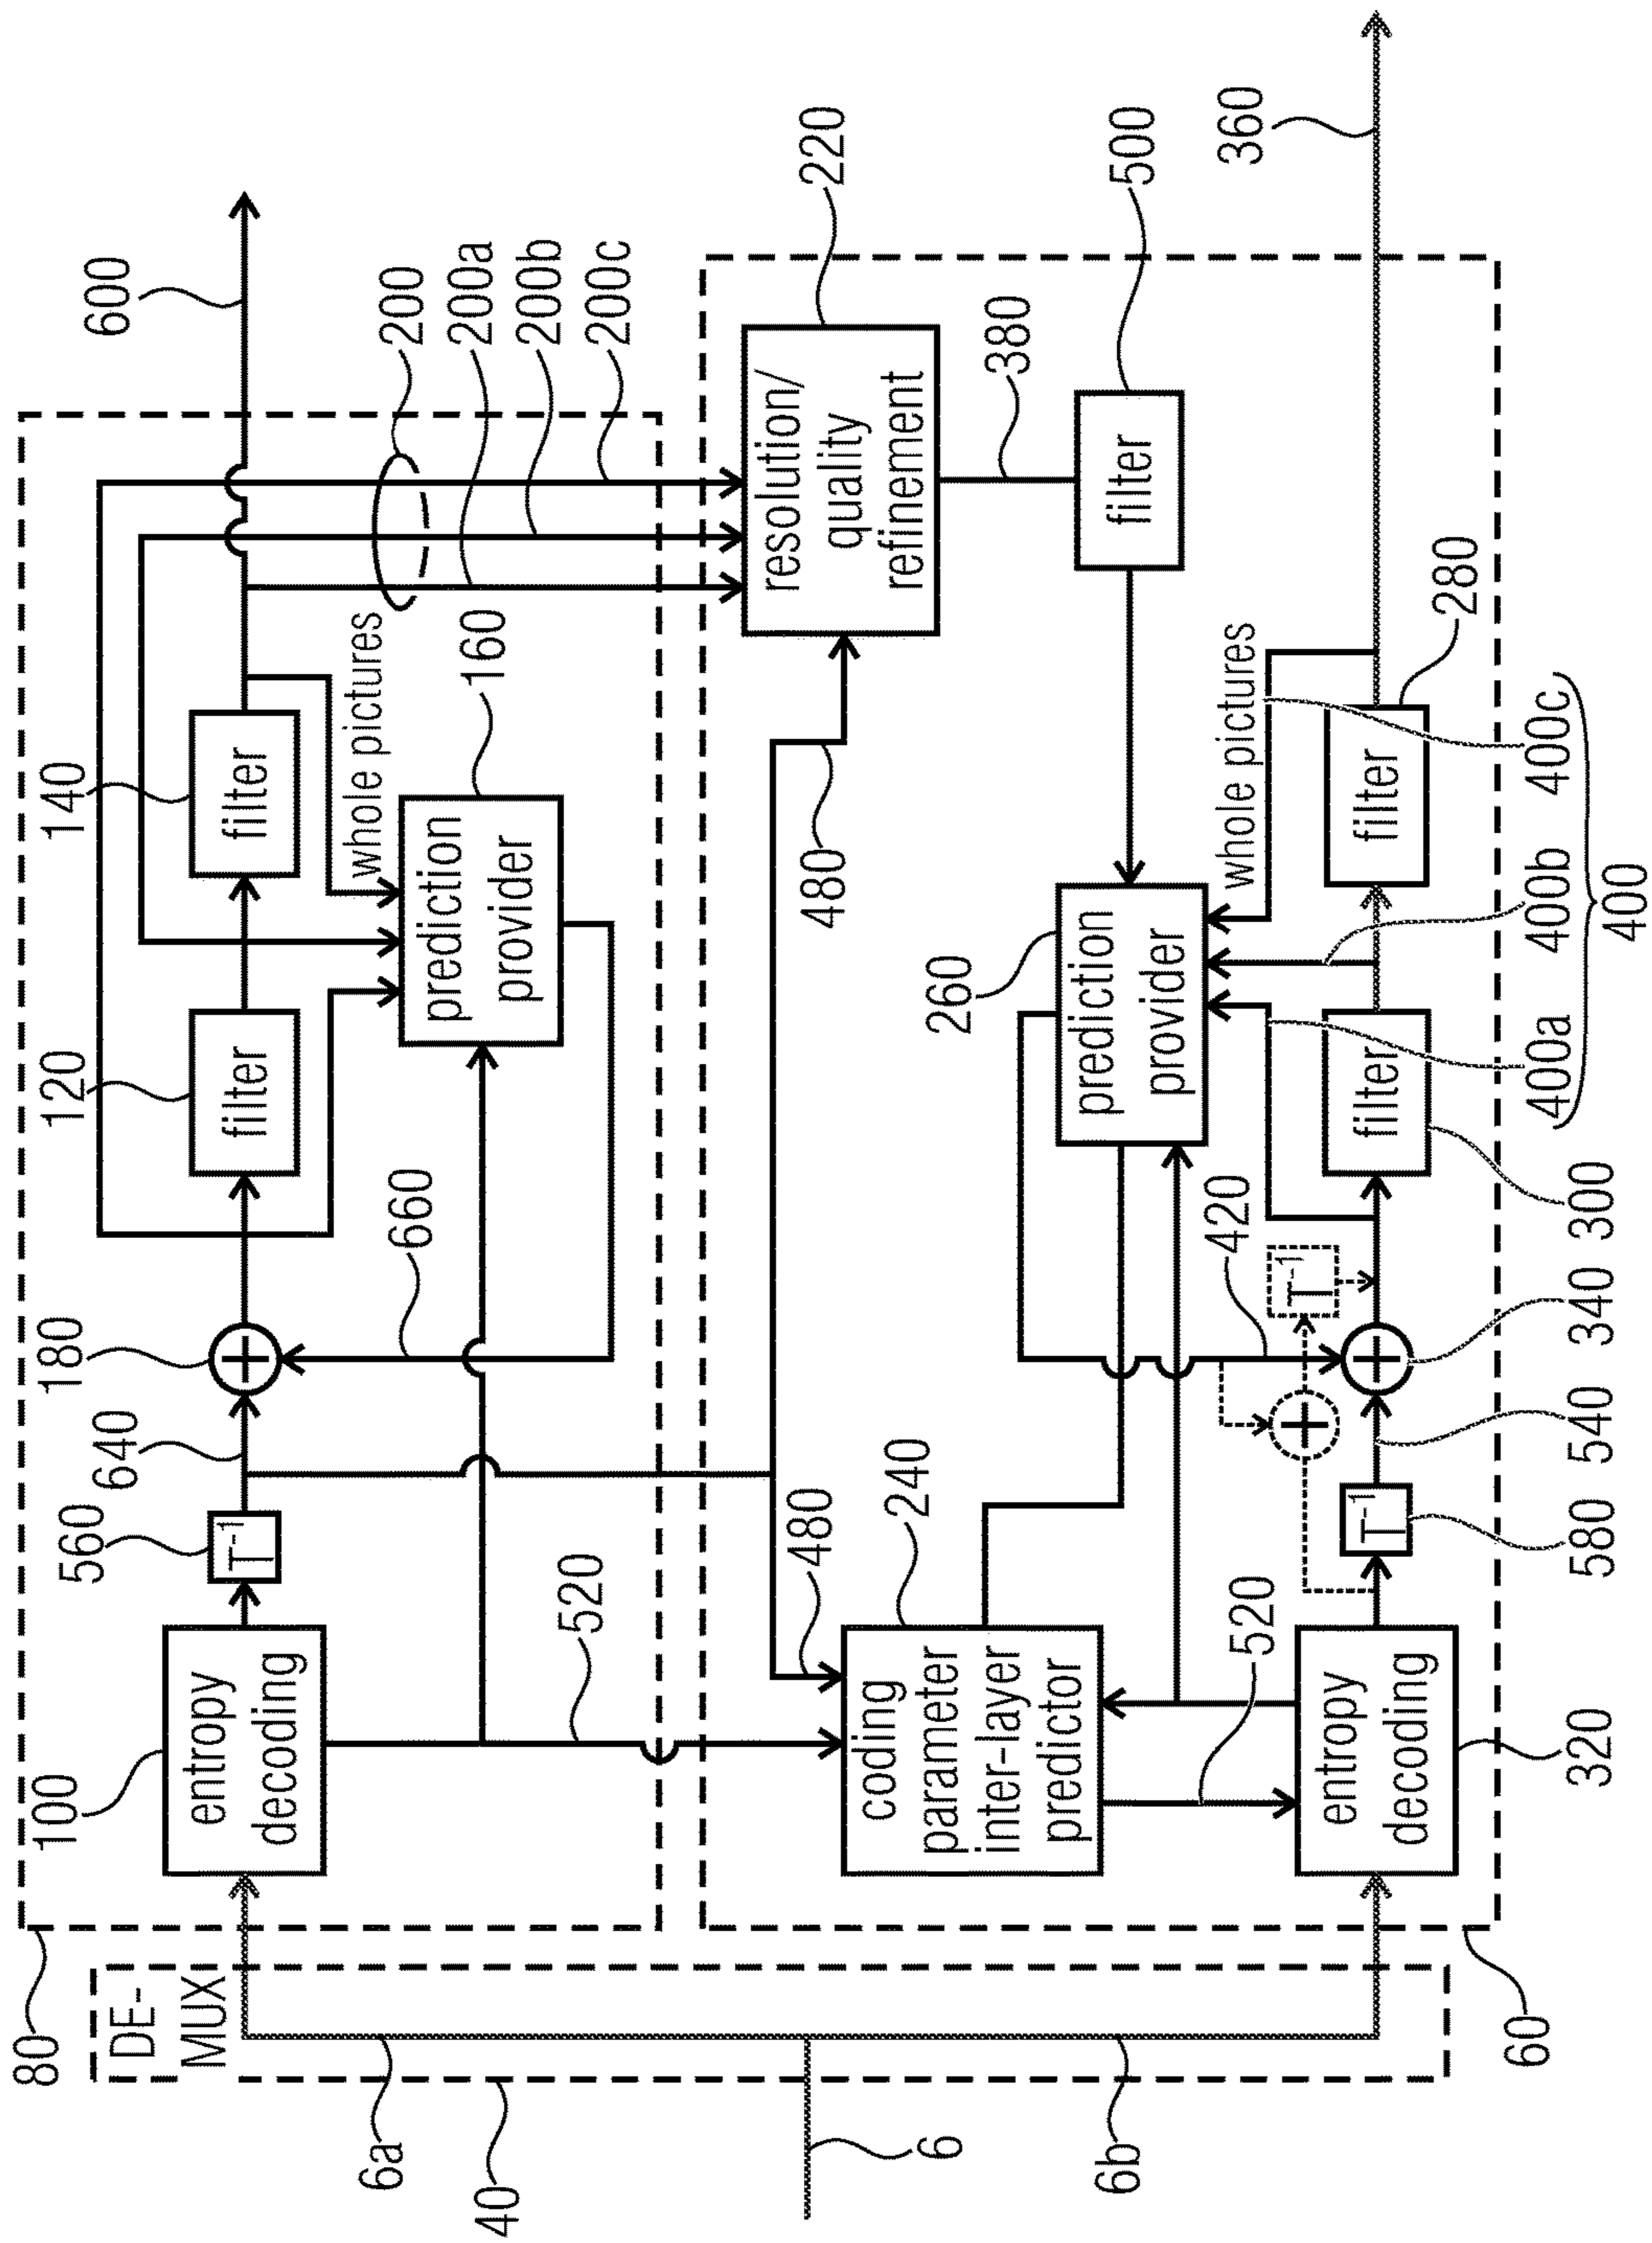 600
200
200a
200b
200c
140
filter
120
filter
whole pictures
160
prediction
provider
180
660
640
560
T-1
520
100
entropy
decoding
80
DE-
MUX
6a
40
6
6b
60
220
resolution/
quality
refinement
380
500
filter
360
480
260
prediction
provider
whole pictures
280
filter
400c
400b
400a
400
filter
300
420
T-1
340
540
T-1
580
480
240
coding
parameter
inter-layer
predictor
520
entropy
decoding
320